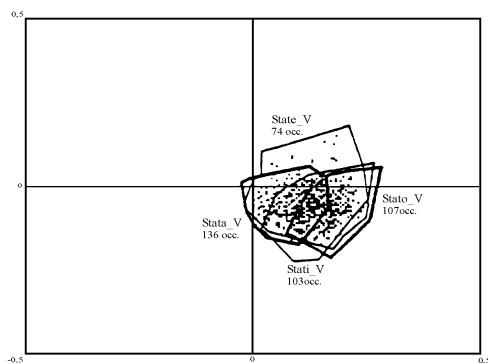 0,5
State_V
74 occ.
0
Stata_V
136 occ.
Stato_V
107occ.
Stati_V
103occ.
-0.5
0
0.5